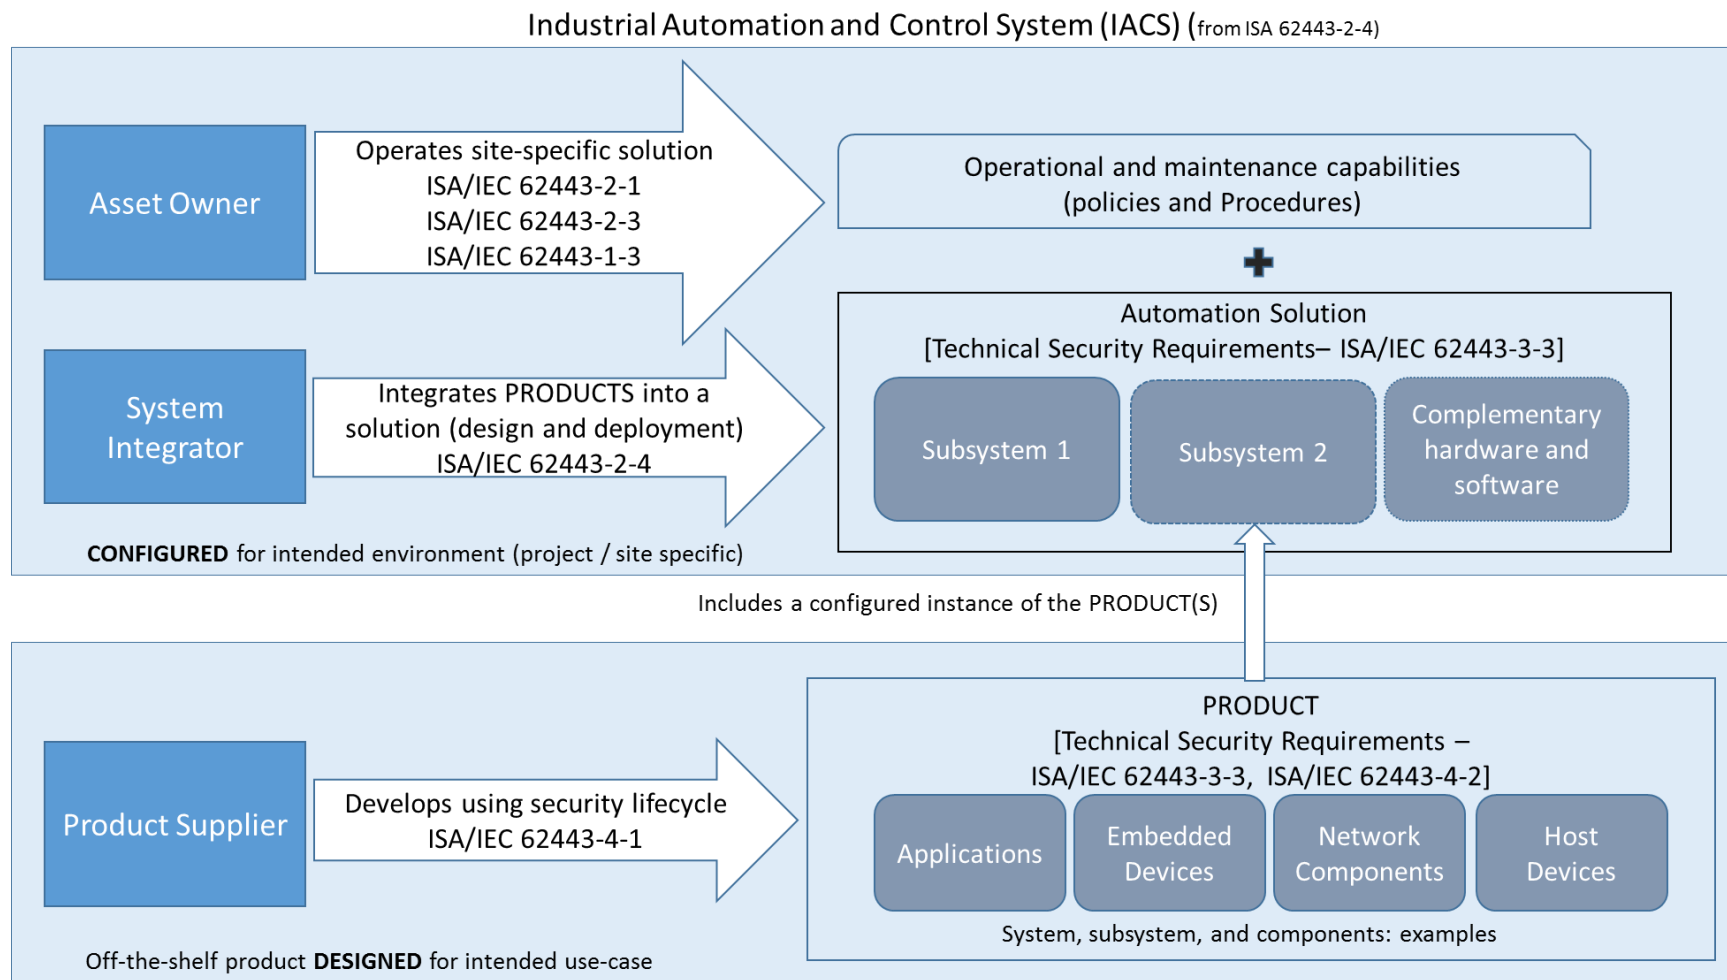 Industrial Automation and Control System (IACS) (from ISA 62443-2-4)
Asset Owner
Operates site-specific solution
ISA/IEC 62443-2-1
ISA/IEC 62443-2-3
ISA/IEC 62443-1-3
Operational and maintenance capabilities
(policies and Procedures)
System
Integrator
Integrates PRODUCTS into a
solution (design and deployment)
ISA/IEC 62443-2-4
Automation Solution
[Technical Security Requirements– ISA/IEC 62443-3-3]
Subsystem 1
Subsystem 2
Complementary
hardware and
software
CONFIGURED for intended environment (project / site specific)
Includes a configured instance of the PRODUCT(S)
Product Supplier
Develops using security lifecycle
ISA/IEC 62443-4-1
PRODUCT
[Technical Security Requirements –
ISA/IEC 62443-3-3, ISA/IEC 62443-4-2]
Applications
Embedded
Devices
Network
Components
Host
Devices
System, subsystem, and components: examples
Off-the-shelf product DESIGNED for intended use-case